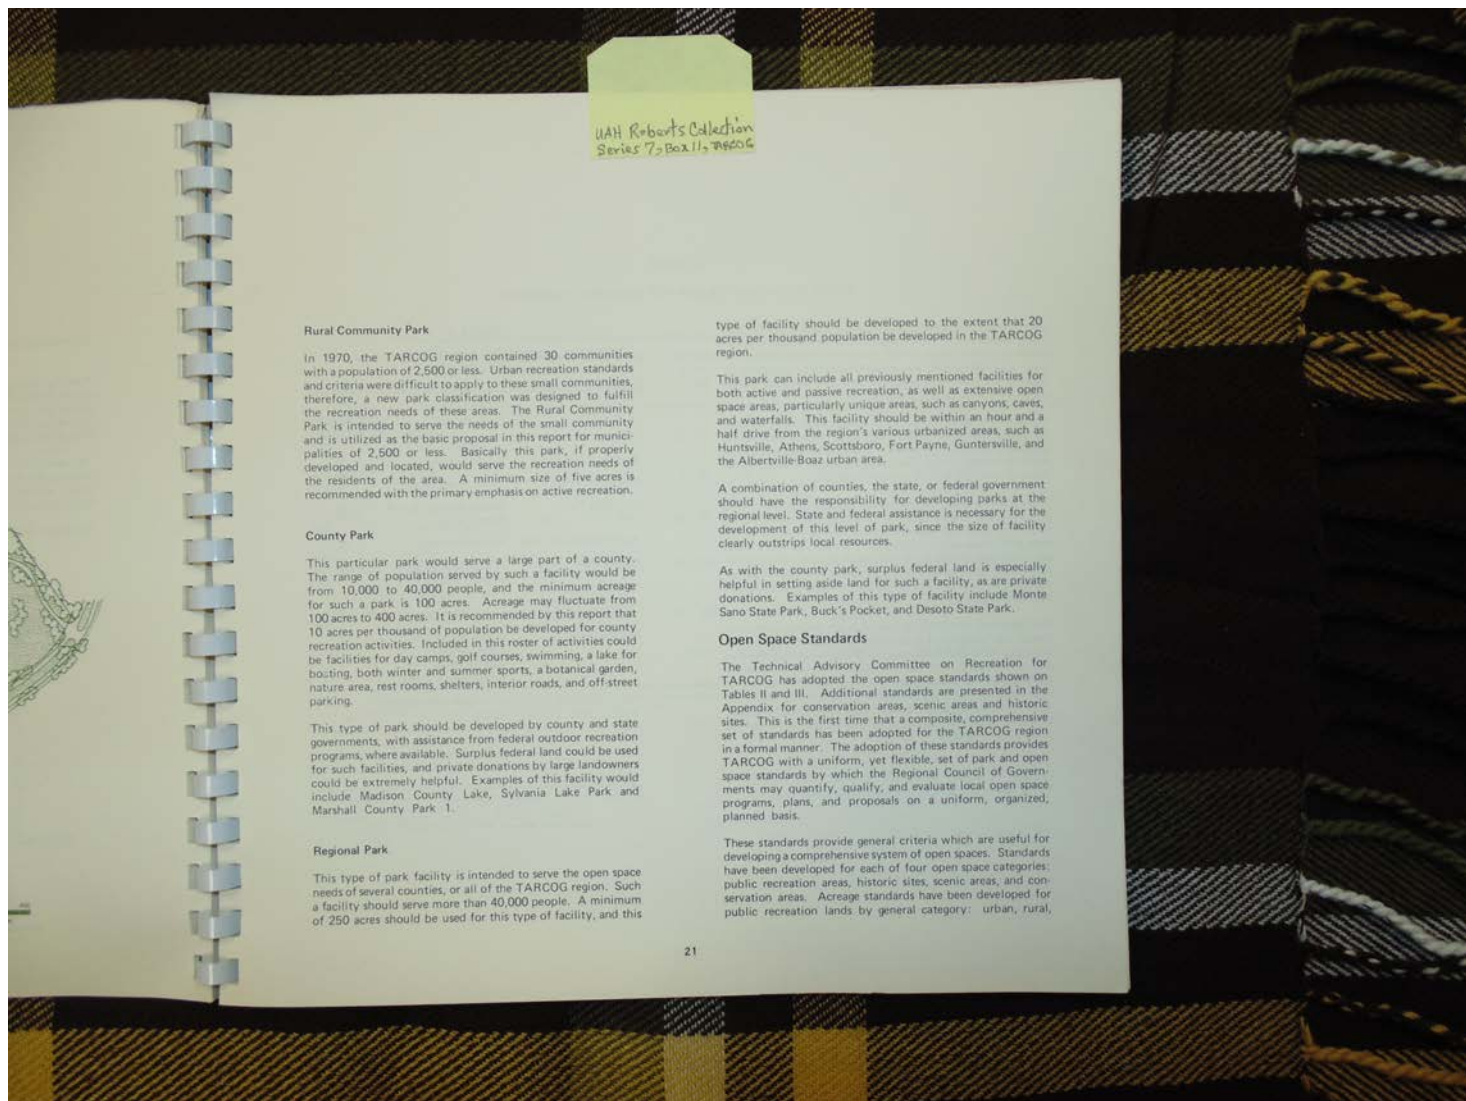 UAH Roberts Collection
Series 7, Box 11, TARCOG
Rural Community Park
In 1970, the TARCOG region contained 30 communities
with a population of 2,500 or less. Urban recreation standards
and criteria were difficult to apply to these small communities,
therefore, a new park classification was designed to fulfill
the recreation needs of these areas. The Rural Community
Park is intended to serve the needs of the small community
and is utilized as the basic proposal in this report for munici-
palities of 2,500 or less. Basically this park, if properly
developed and located, would serve the recreation needs of
the residents of the area. A minimum size of five acres is
recommended with the primary emphasis on active recreation.
County Park
This particular park would serve a large part of a county.
The range of population served by such a facility would be
from 10,000 to 40,000 people, and the minimum acreage
for such a park is 100 acres. Acreage may fluctuate from
100 acres to 400 acres. It is recommended by this report that
10 acres per thousand of population be developed for county
recreation activities. Included in this roster of activities could
be facilities for day camps, golf courses, swimming, a lake for
boating, both winter and summer sports, a botanical garden,
nature area, rest rooms, shelters, interior roads, and off-street
parking.
This type of park should be developed by county and state
governments, with assistance from federal outdoor recreation
programs, where available. Surplus federal land could be used
for such facilities, and private donations by large landowners
could be extremely helpful. Examples of this facility would
include Madison County Lake, Sylvania Lake Park and
Marshall County Park 1.
Regional Park
This type of park facility is intended to serve the open space
needs of several counties, or all of the TARCOG region. Such
a facility should serve more than 40,000 people. A minimum
of 250 acres should be used for this type of facility, and this
type of facility should be developed to the extent that 20
acres per thousand population be developed in the TARCOG
region.
This park can include all previously mentioned facilities for
both active and passive recreation, as well as extensive open
space areas, particularly unique areas, such as canyons, caves,
and waterfalls. This facility should be within an hour and a
half drive from the region's various urbanized areas, such as
Huntsville, Athens, Scottsboro, Fort Payne, Guntersville, and
the Albertville-Boaz urban area.
A combination of counties, the state, or federal government
should have the responsibility for developing parks at the
regional level. State and federal assistance is necessary for the
development of this level of park, since the size of facility
clearly outstrips local resources.
As with the county park, surplus federal land is especially
helpful in setting aside land for such a facility, as are private
donations. Examples of this type of facility include Monte
Sano State Park, Buck's Pocket, and Desoto State Park.
Open Space Standards
The Technical Advisory Committee on Recreation for
TARCOG has adopted the open space standards shown on
Tables II and III. Additional standards are presented in the
Appendix for conservation areas, scenic areas and historic
sites. This is the first time that a composite, comprehensive
set of standards has been adopted for the TARCOG region
in a formal manner. The adoption of these standards provides
TARCOG with a uniform, yet flexible, set of park and open
space standards by which the Regional Council of Govern-
ments may quantify, qualify, and evaluate local open space
programs, plans, and proposals on a uniform, organized,
planned basis.
These standards provide general criteria which are useful for
developing a comprehensive system of open spaces. Standards
have been developed for each of four open space categories:
public recreation areas, historic sites, scenic areas, and con-
servation areas. Acreage standards have been developed for
public recreation lands by general category: urban, rural,
21